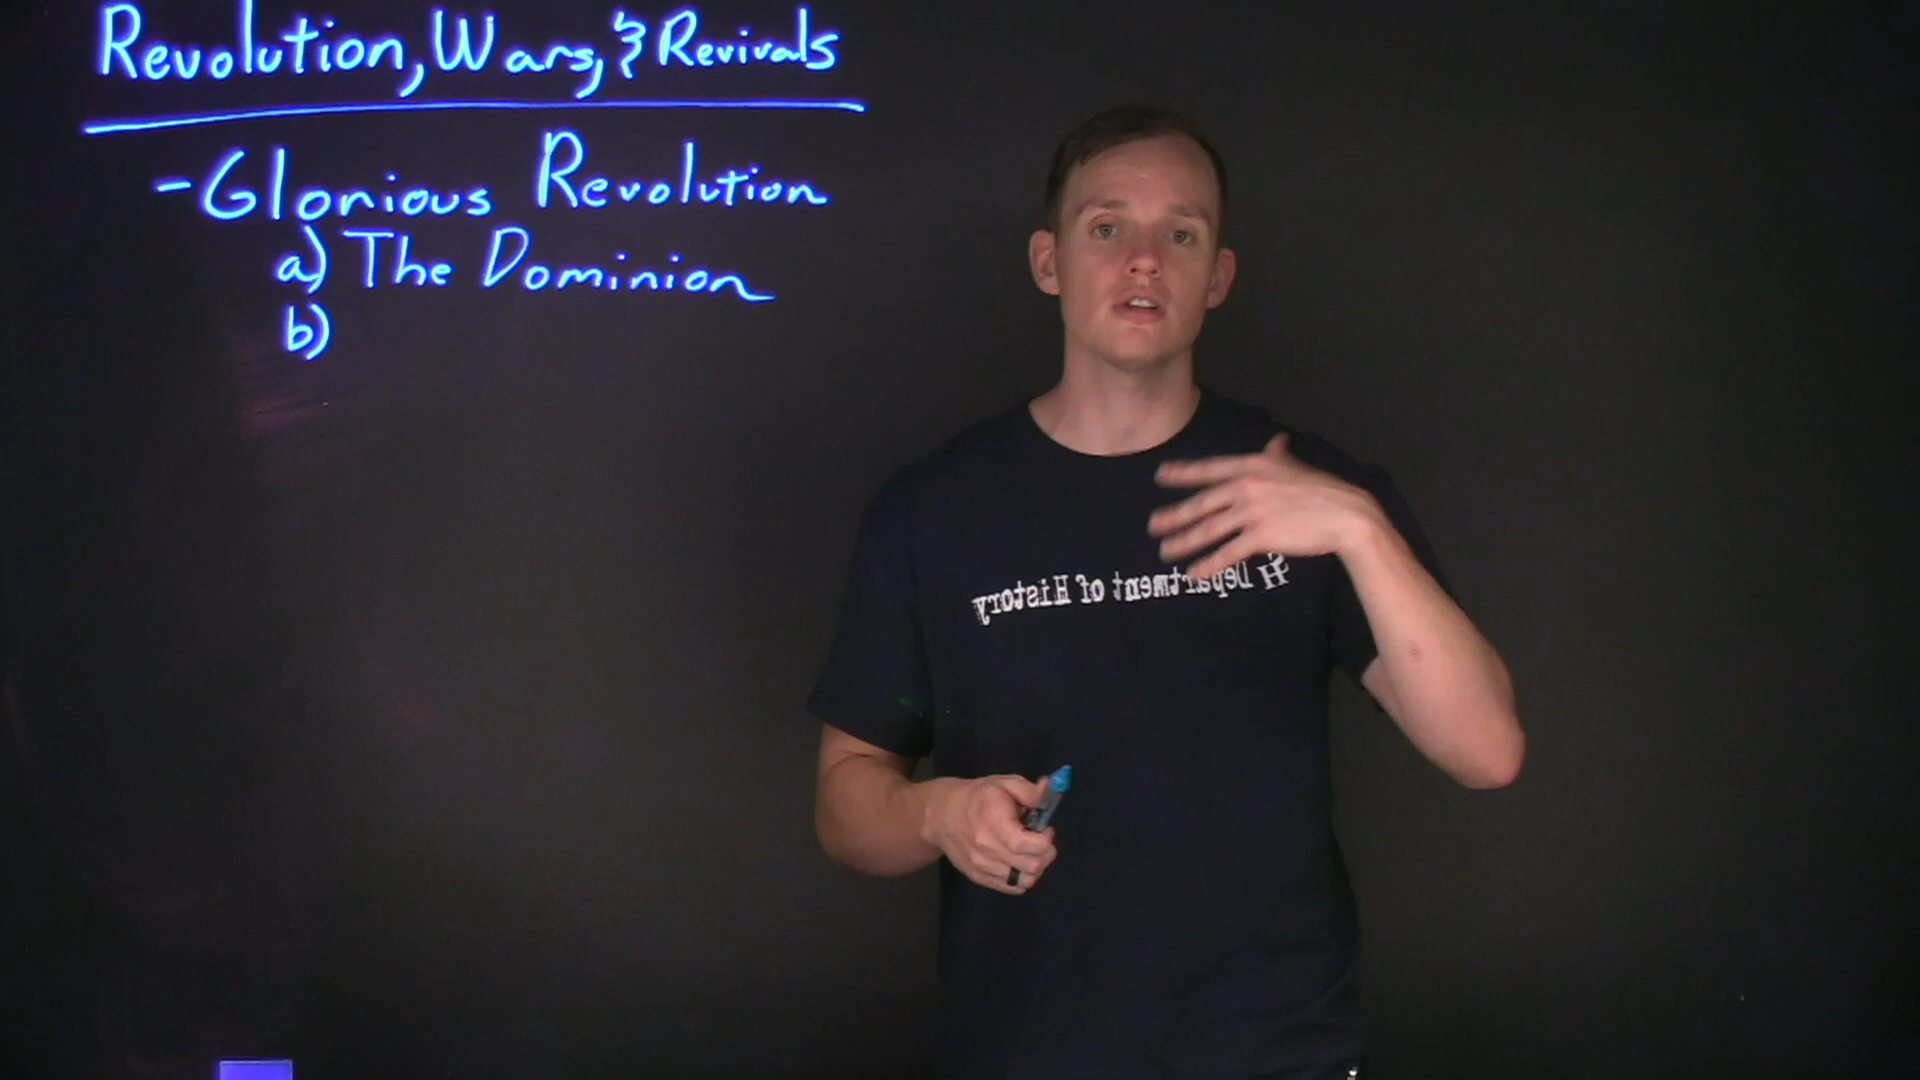 Revolution, Wars, & Revivals
- Glorious Revolution
a) The Dominion
b)
Department of History